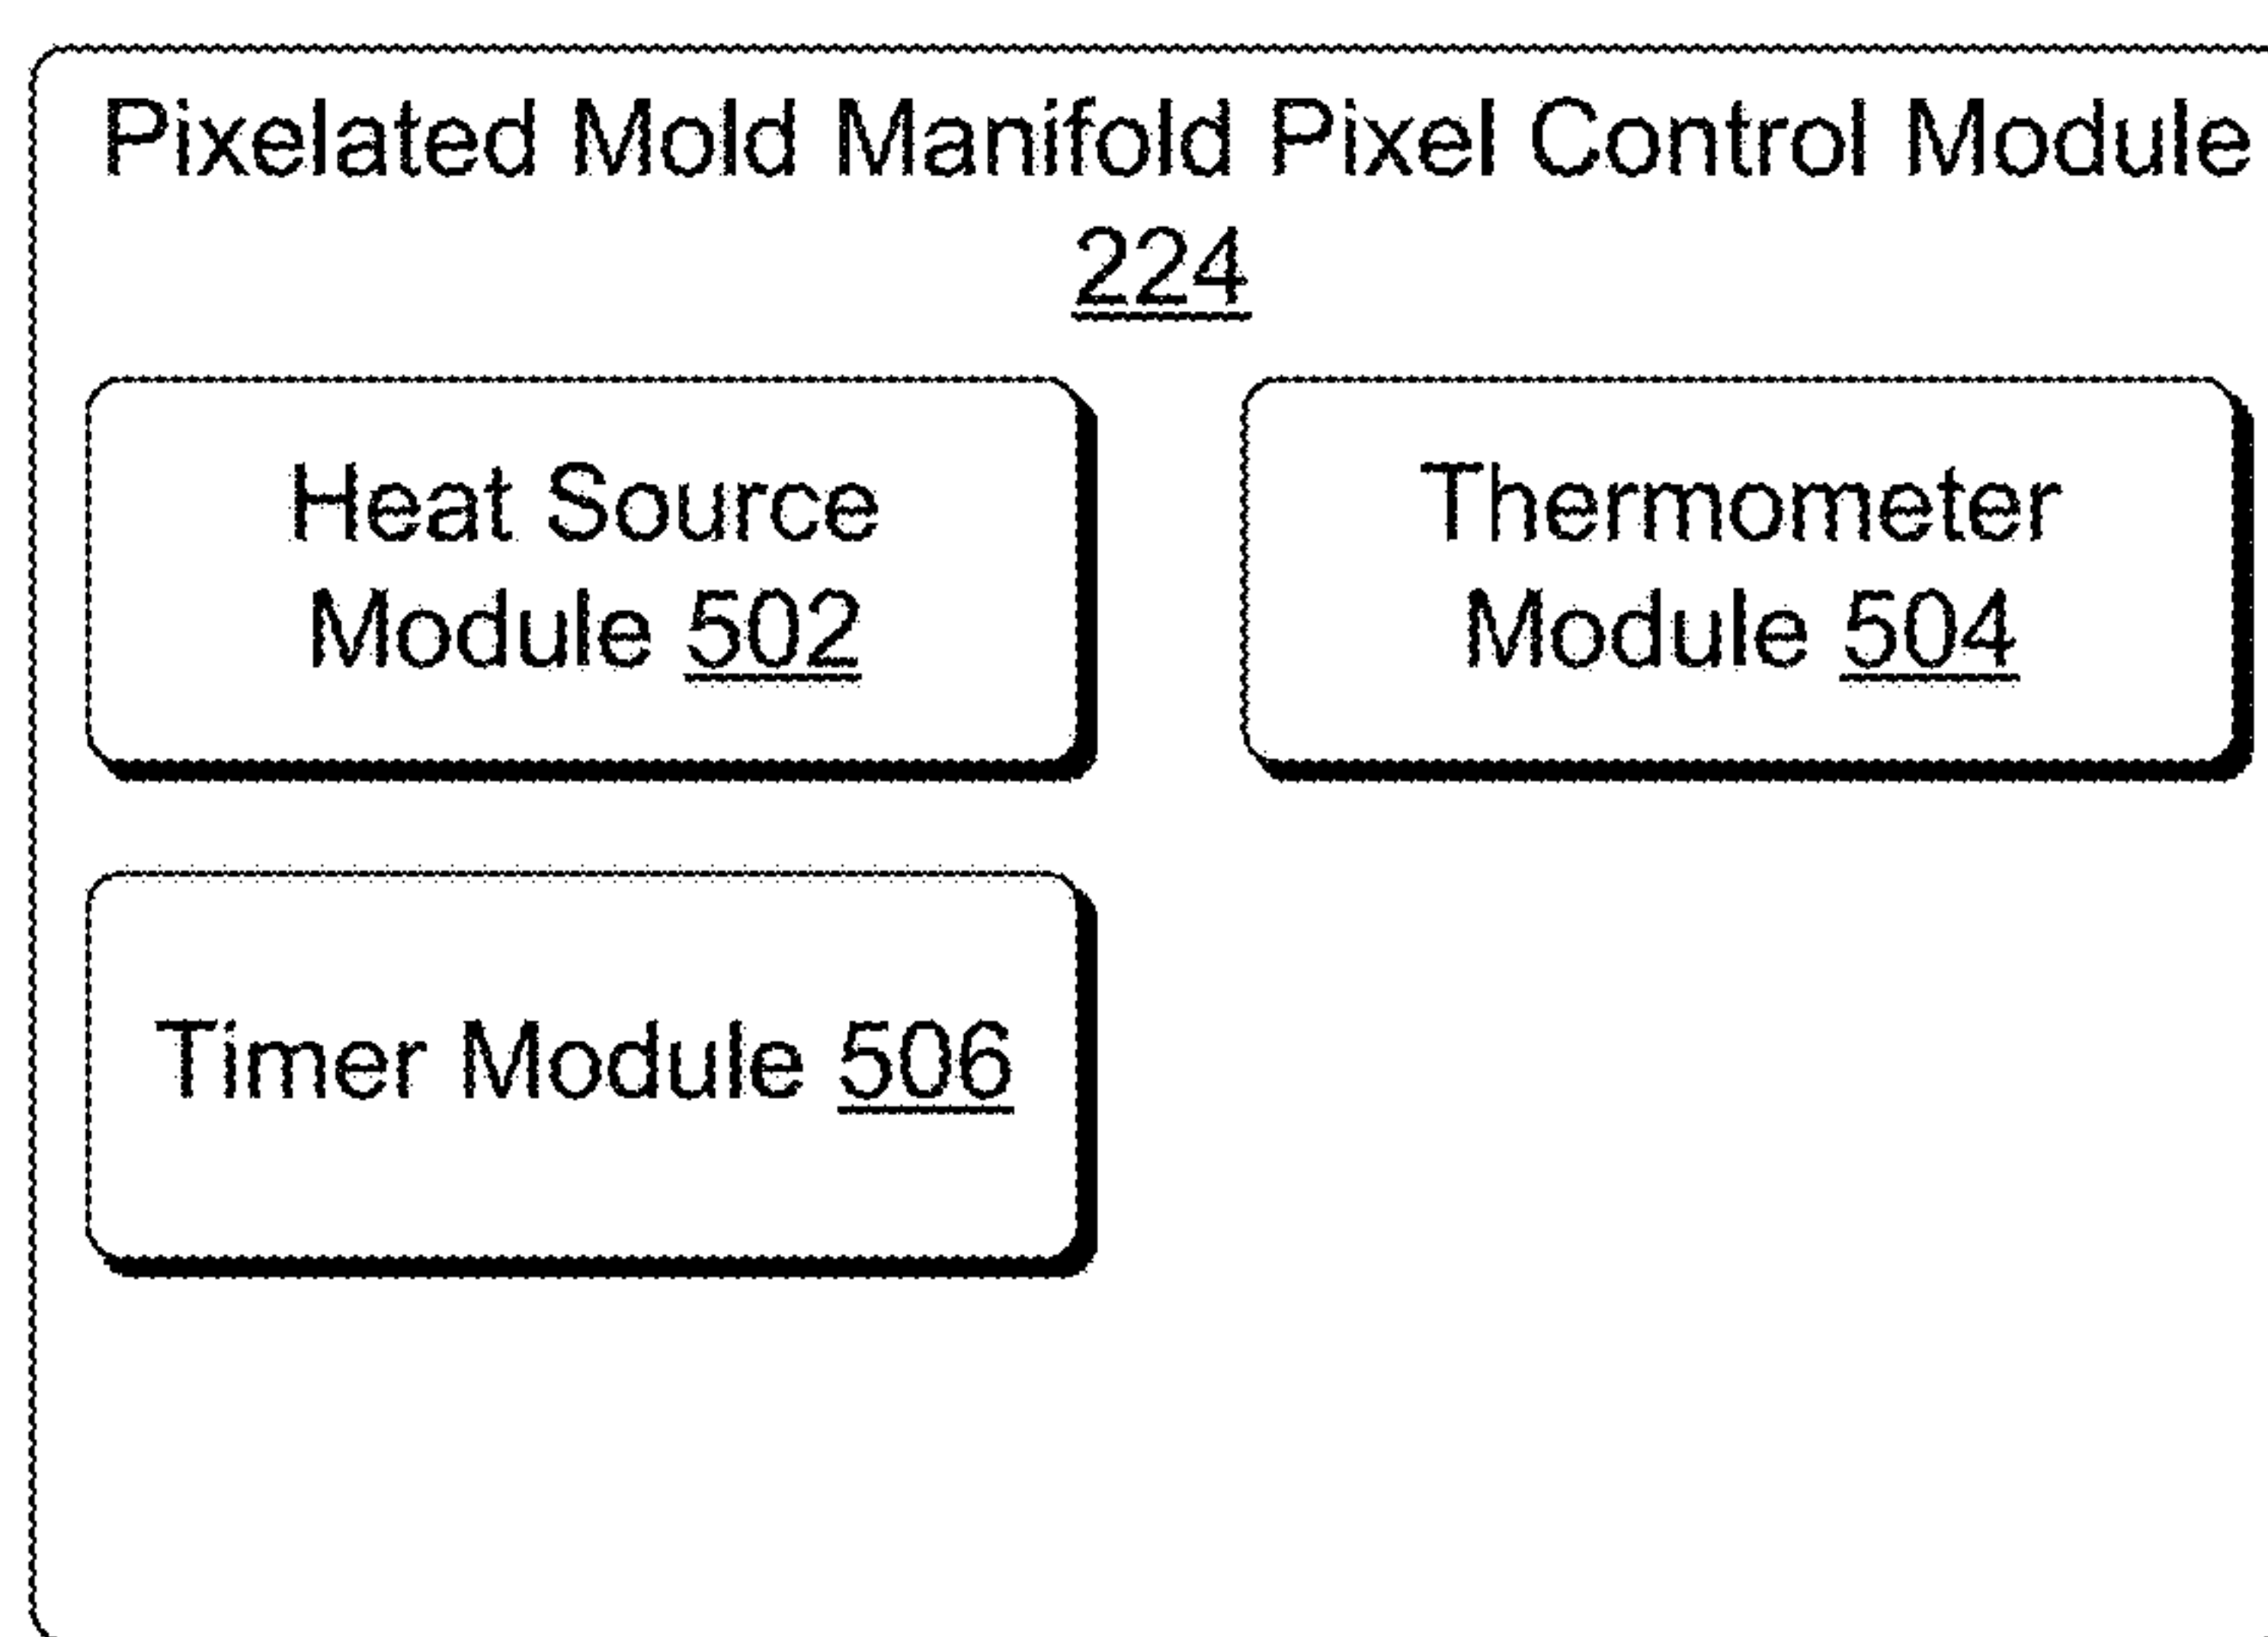 Pixelated Mold Manifold Pixel Control Module
224
Heat Source
Module 502
Thermometer
Module 504
Timer Module 506